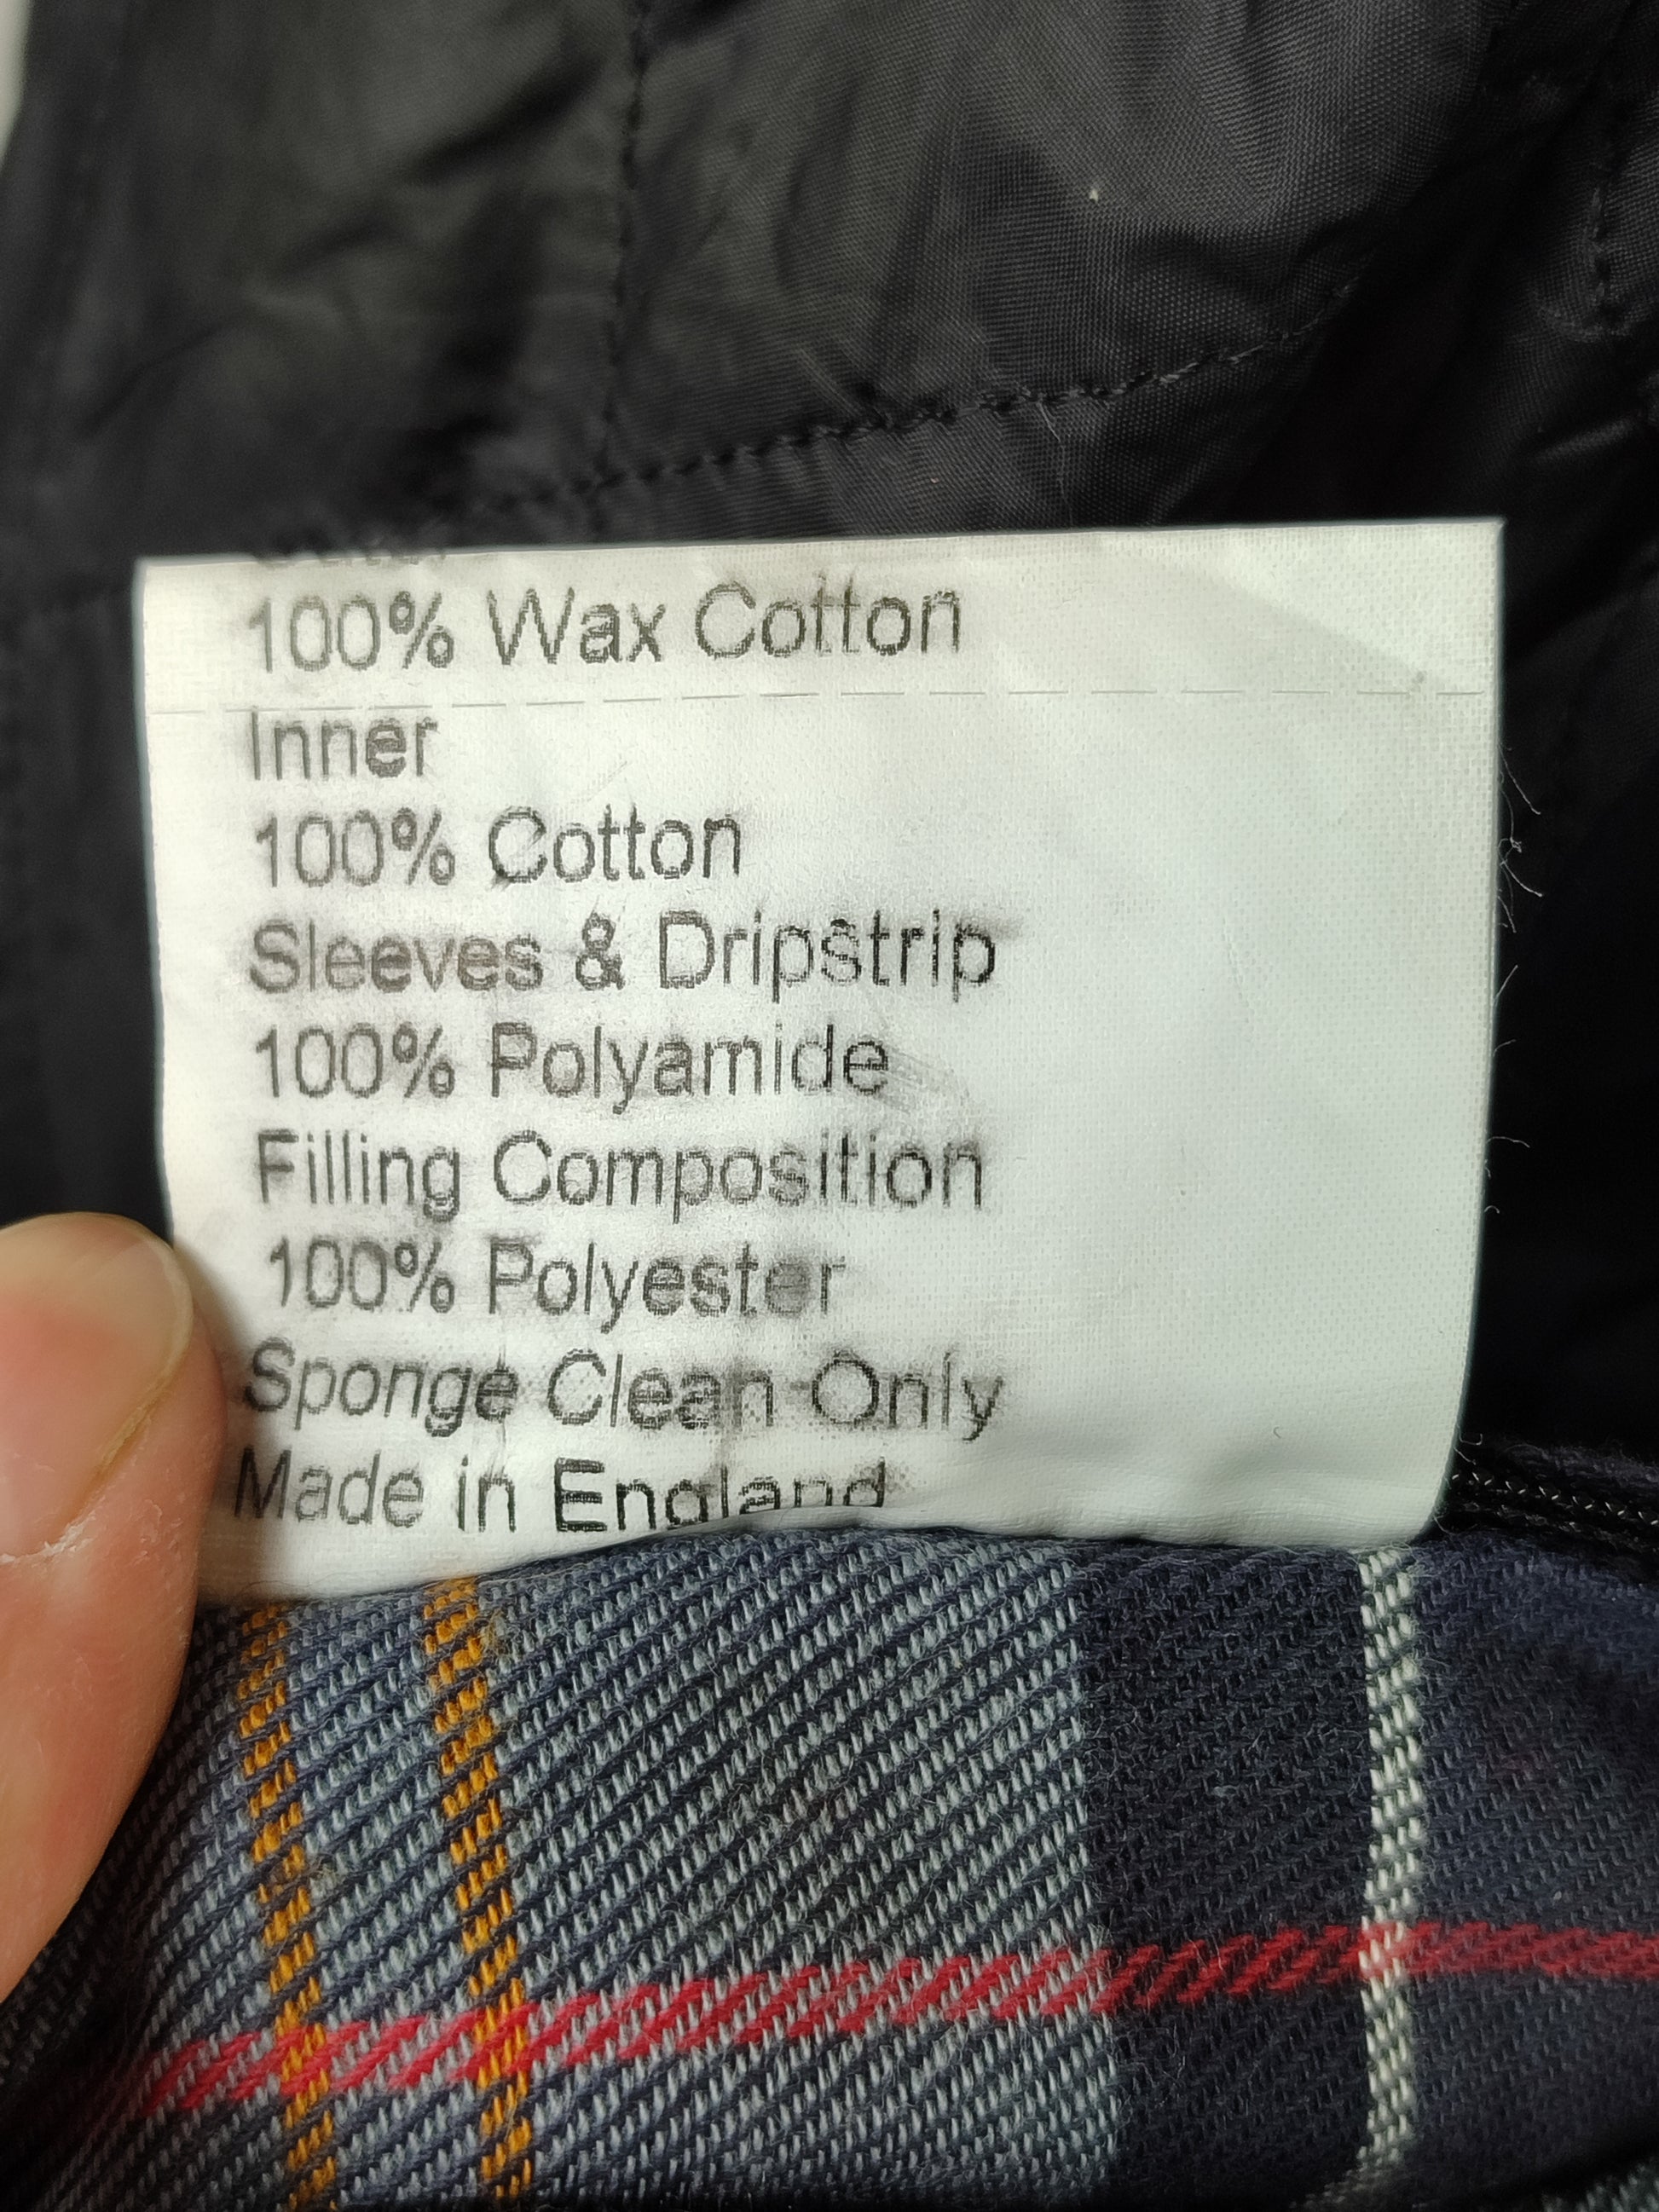 100% Wax Cotton
Inner
100% Cotton
Sleeves & Dripstrip
100% Polyamide
Filling Composition
100% Polyester
Sponge Clean Only
Made in England